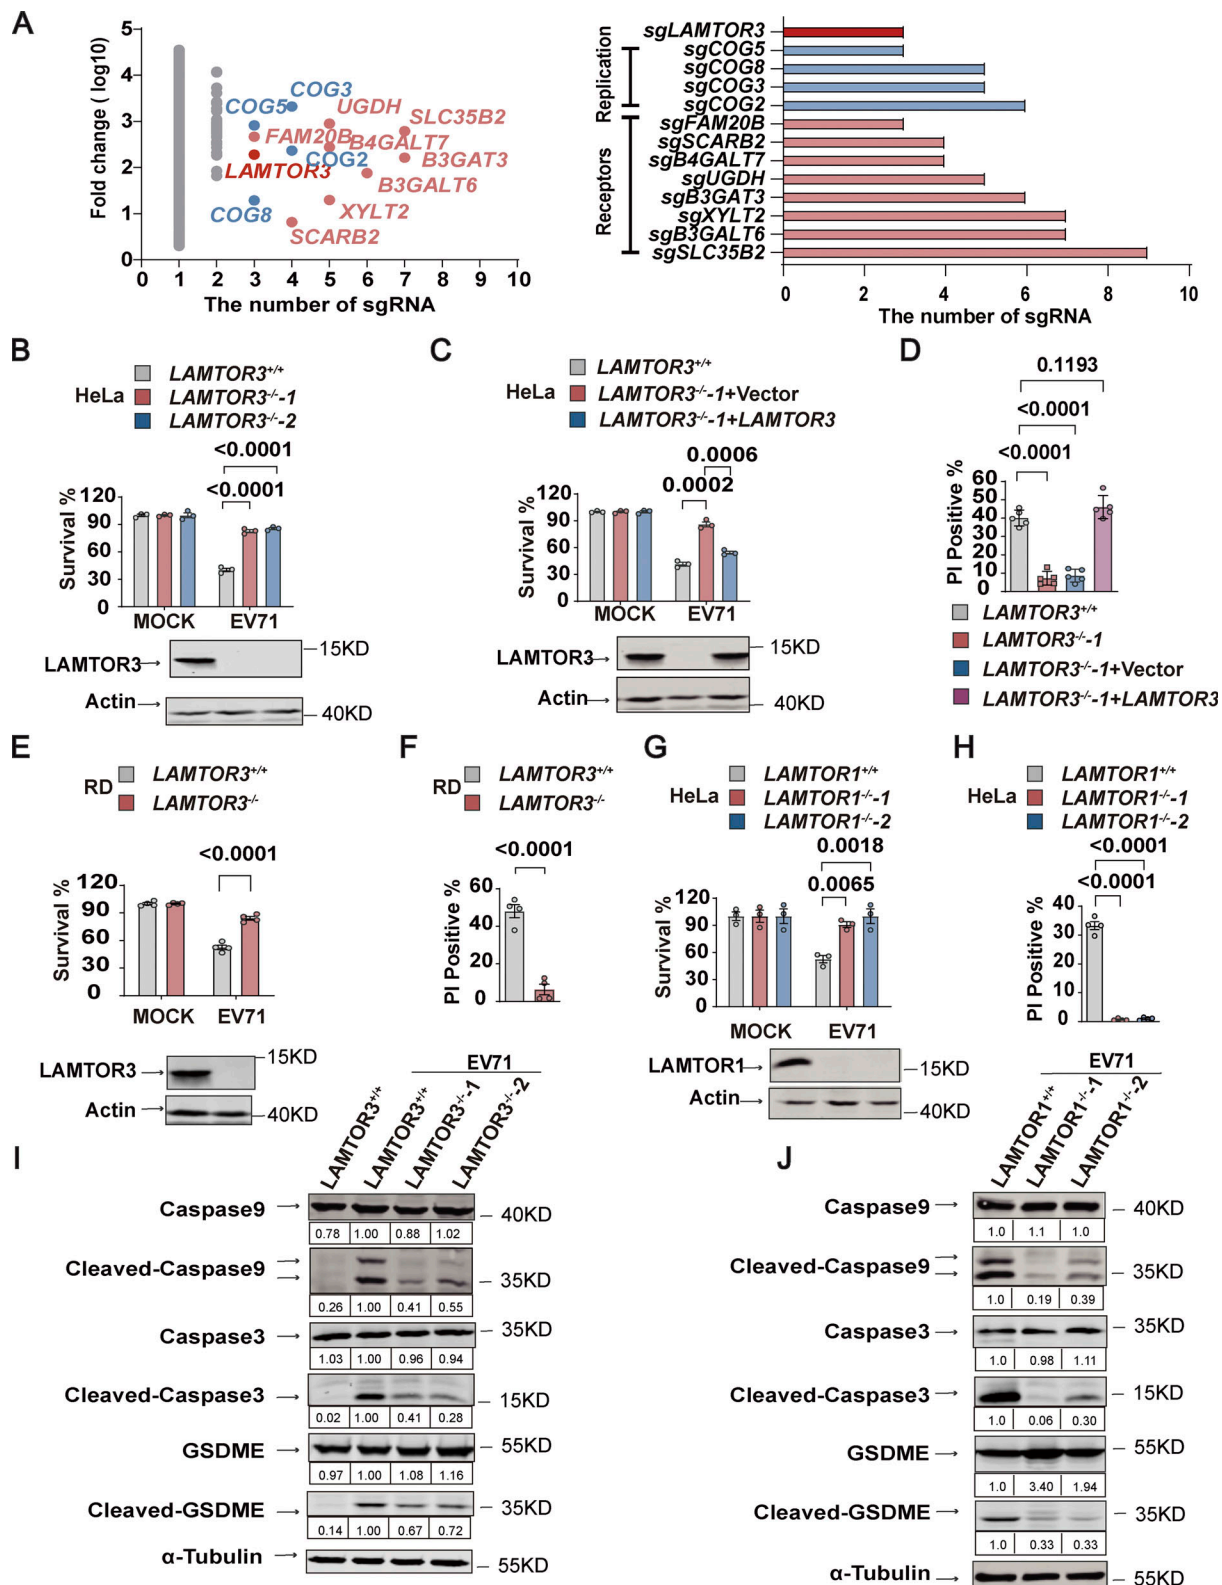 A
Fold change ( log10)
5
4
3
2
1
0
COG3
COG5
UGDH
SLC35B2
FAM20B
B4GALT7
COG2
B3GAT3
LAMTOR3
B3GALT6
COG8
XYLT2
SCARB2
0 1 2 3 4 5 6 7 8 9 10
The number of sgRNA
Replication
Receptors
sgLAMTOR3
sgCOG5
sgCOG8
sgCOG3
sgCOG2
sgFAM20B
sgSCARB2
sgB4GALT7
sgUGDH
sgB3GAT3
sgXYLT2
sgB3GALT6
sgSLC35B2
0 2 4 6 8 10
The number of sgRNA
B
HeLa
LAMTOR3+/+
LAMTOR3-/--1
LAMTOR3-/--2
<0.0001
<0.0001
Survival %
120
90
60
30
0
MOCK EV71
LAMTOR3
15KD
Actin
40KD
C
HeLa
LAMTOR3+/+
LAMTOR3-/--1+Vector
LAMTOR3-/--1+LAMTOR3
0.0006
0.0002
Survival %
120
90
60
30
0
MOCK EV71
LAMTOR3
15KD
Actin
40KD
D
0.1193
<0.0001
<0.0001
PI Positive %
60
50
40
30
20
10
0
LAMTOR3+/+
LAMTOR3-/--1
LAMTOR3-/--1+Vector
LAMTOR3-/--1+LAMTOR3
E
RD
LAMTOR3+/+
LAMTOR3-/-
<0.0001
Survival %
120
90
60
30
0
MOCK EV71
LAMTOR3
15KD
Actin
40KD
F
RD
LAMTOR3+/+
LAMTOR3-/-
<0.0001
PI Positive %
60
40
20
0
G
HeLa
LAMTOR1+/+
LAMTOR1-/--1
LAMTOR1-/--2
0.0018
0.0065
Survival %
120
90
60
30
0
MOCK EV71
LAMTOR1
15KD
Actin
40KD
H
HeLa
LAMTOR1+/+
LAMTOR1-/--1
LAMTOR1-/--2
<0.0001
<0.0001
PI Positive %
40
30
20
10
0
I
EV71
LAMTOR3+/+ LAMTOR3+/+ LAMTOR3-/--1 LAMTOR3-/--2
Caspase9
40KD
0.78 1.00 0.88 1.02
Cleaved-Caspase9
35KD
0.26 1.00 0.41 0.55
Caspase3
35KD
1.03 1.00 0.96 0.94
Cleaved-Caspase3
15KD
0.02 1.00 0.41 0.28
GSDME
55KD
0.97 1.00 1.08 1.16
Cleaved-GSDME
35KD
0.14 1.00 0.67 0.72
α-Tubulin
55KD
J
EV71
LAMTOR1+/+ LAMTOR1-/--1 LAMTOR1-/--2
Caspase9
40KD
1.0 1.1 1.0
Cleaved-Caspase9
35KD
1.0 0.19 0.39
Caspase3
35KD
1.0 0.98 1.11
Cleaved-Caspase3
15KD
1.0 0.06 0.30
GSDME
55KD
1.0 3.40 1.94
Cleaved-GSDME
35KD
1.0 0.33 0.33
α-Tubulin
55KD